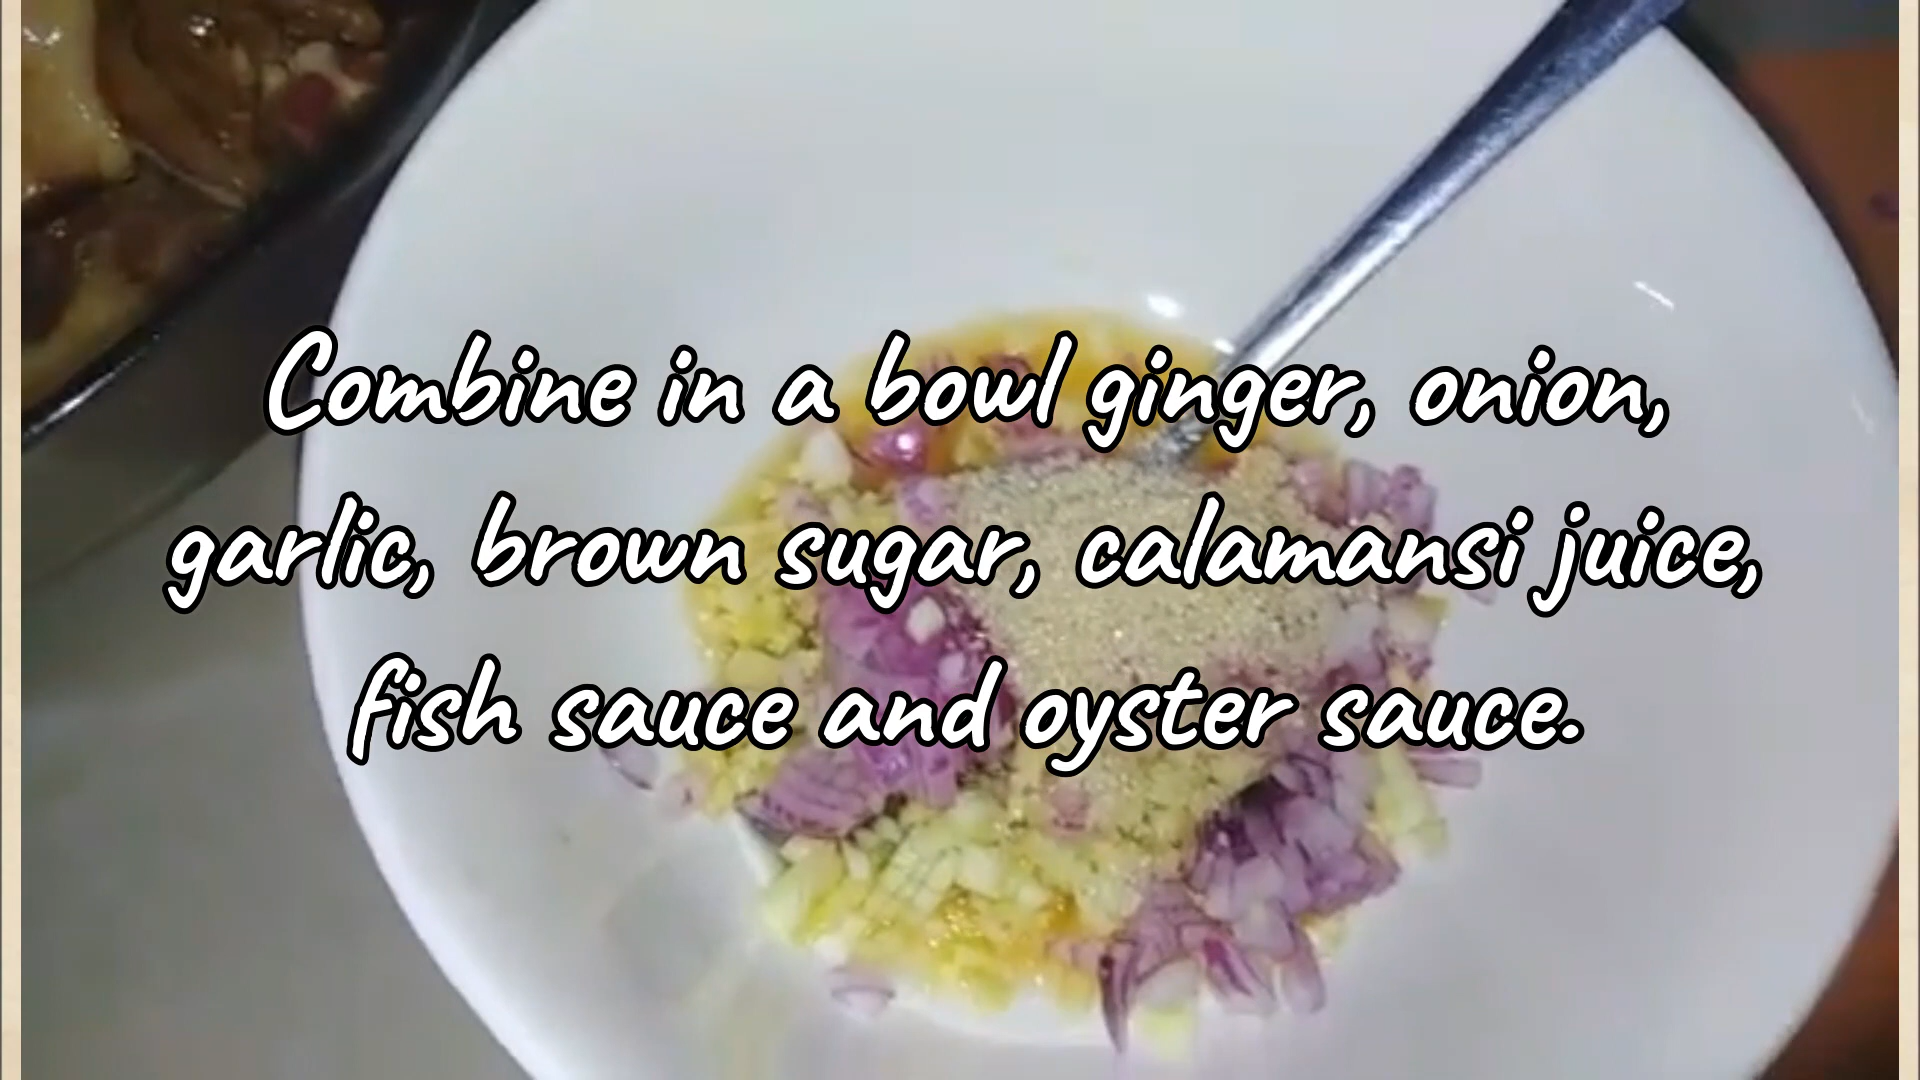 Combine in a bowl ginger, onion,
garlic, brown sugar, calamansi juice,
fish sauce and oyster sauce.